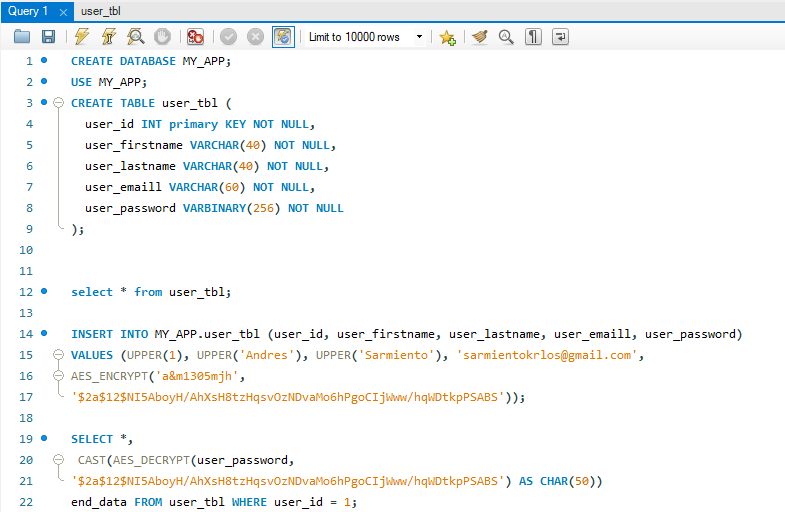 Query 1 × user_tbl
Limit to 10000 rows
1 CREATE DATABASE MY_APP;
2 USE MY_APP;
3 CREATE TABLE user_tbl (
4 user_id INT primary KEY NOT NULL,
5 user_firstname VARCHAR(40) NOT NULL,
6 user_lastname VARCHAR(40) NOT NULL,
7 user_emaill VARCHAR(60) NOT NULL,
8 user_password VARBINARY(256) NOT NULL
9 );
10
11
12 select * from user_tbl;
13
14 INSERT INTO MY_APP.user_tbl (user_id, user_firstname, user_lastname, user_emaill, user_password)
15 VALUES (UPPER(1), UPPER('Andres'), UPPER('Sarmiento'), 'sarmientokrlos@gmail.com',
16 AES_ENCRYPT('a&m1305mjh',
17 '$2a$12$NI5AboyH/AhXsH8tzHqsvOzNDvaMo6hPgoCIjWww/hqWDtkpPSABS'));
18
19 SELECT *,
20 CAST(AES_DECRYPT(user_password,
21 '$2a$12$NI5AboyH/AhXsH8tzHqsvOzNDvaMo6hPgoCIjWww/hqWDtkpPSABS') AS CHAR(50))
22 end_data FROM user_tbl WHERE user_id = 1;